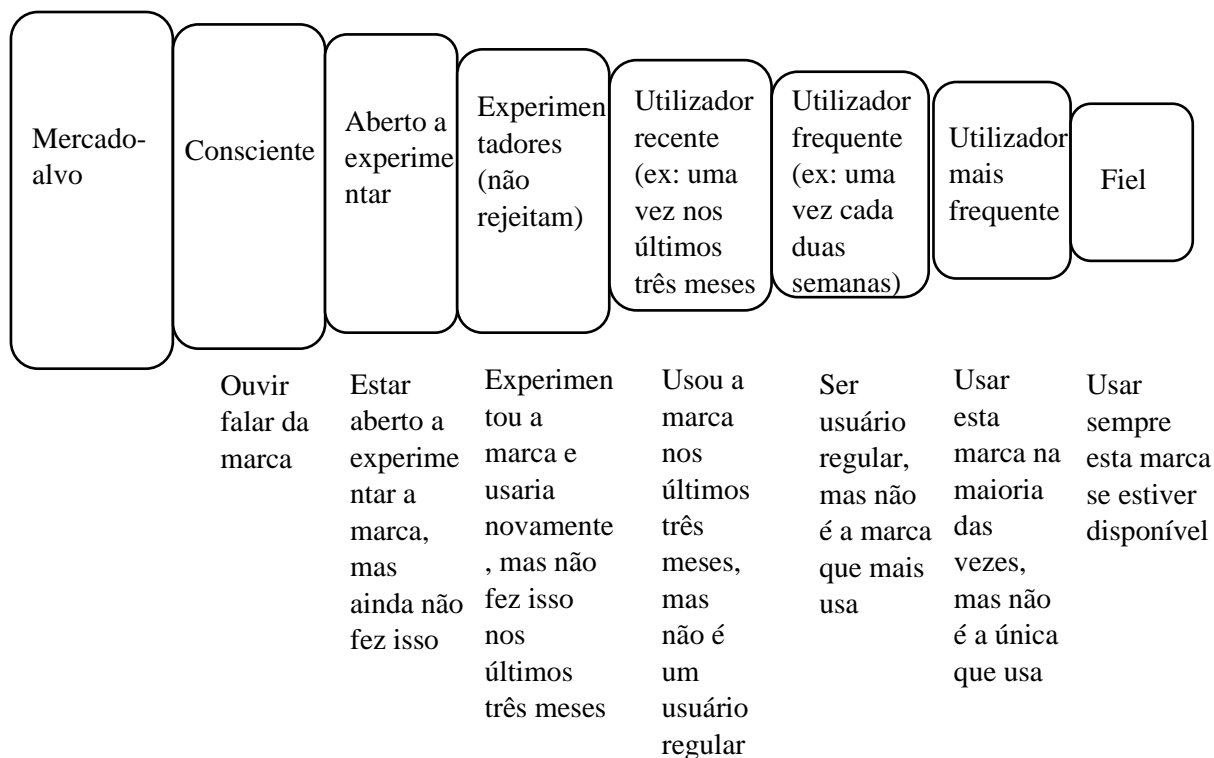 Mercado-
alvo
Consciente
Aberto a
experime
ntar
Experimen
tadores
(não
rejeitam)
Utilizador
recente
(ex: uma
vez nos
últimos
três meses
Utilizador
frequente
(ex: uma
vez cada
duas
semanas)
Utilizador
mais
frequente
Fiel
Ouvir
falar da
marca
Estar
aberto a
experime
ntar a
marca,
mas
ainda não
fez isso
Experimen
tou a
marca e
usaria
novamente
, mas não
fez isso
nos
últimos
três meses
Usou a
marca
nos
últimos
três
meses,
mas
não é
um
usuário
regular
Ser
usuário
regular,
mas não
é a marca
que mais
usa
Usar
esta
marca na
maioria
das
vezes,
mas não
é a única
que usa
Usar
sempre
esta marca
se estiver
disponível